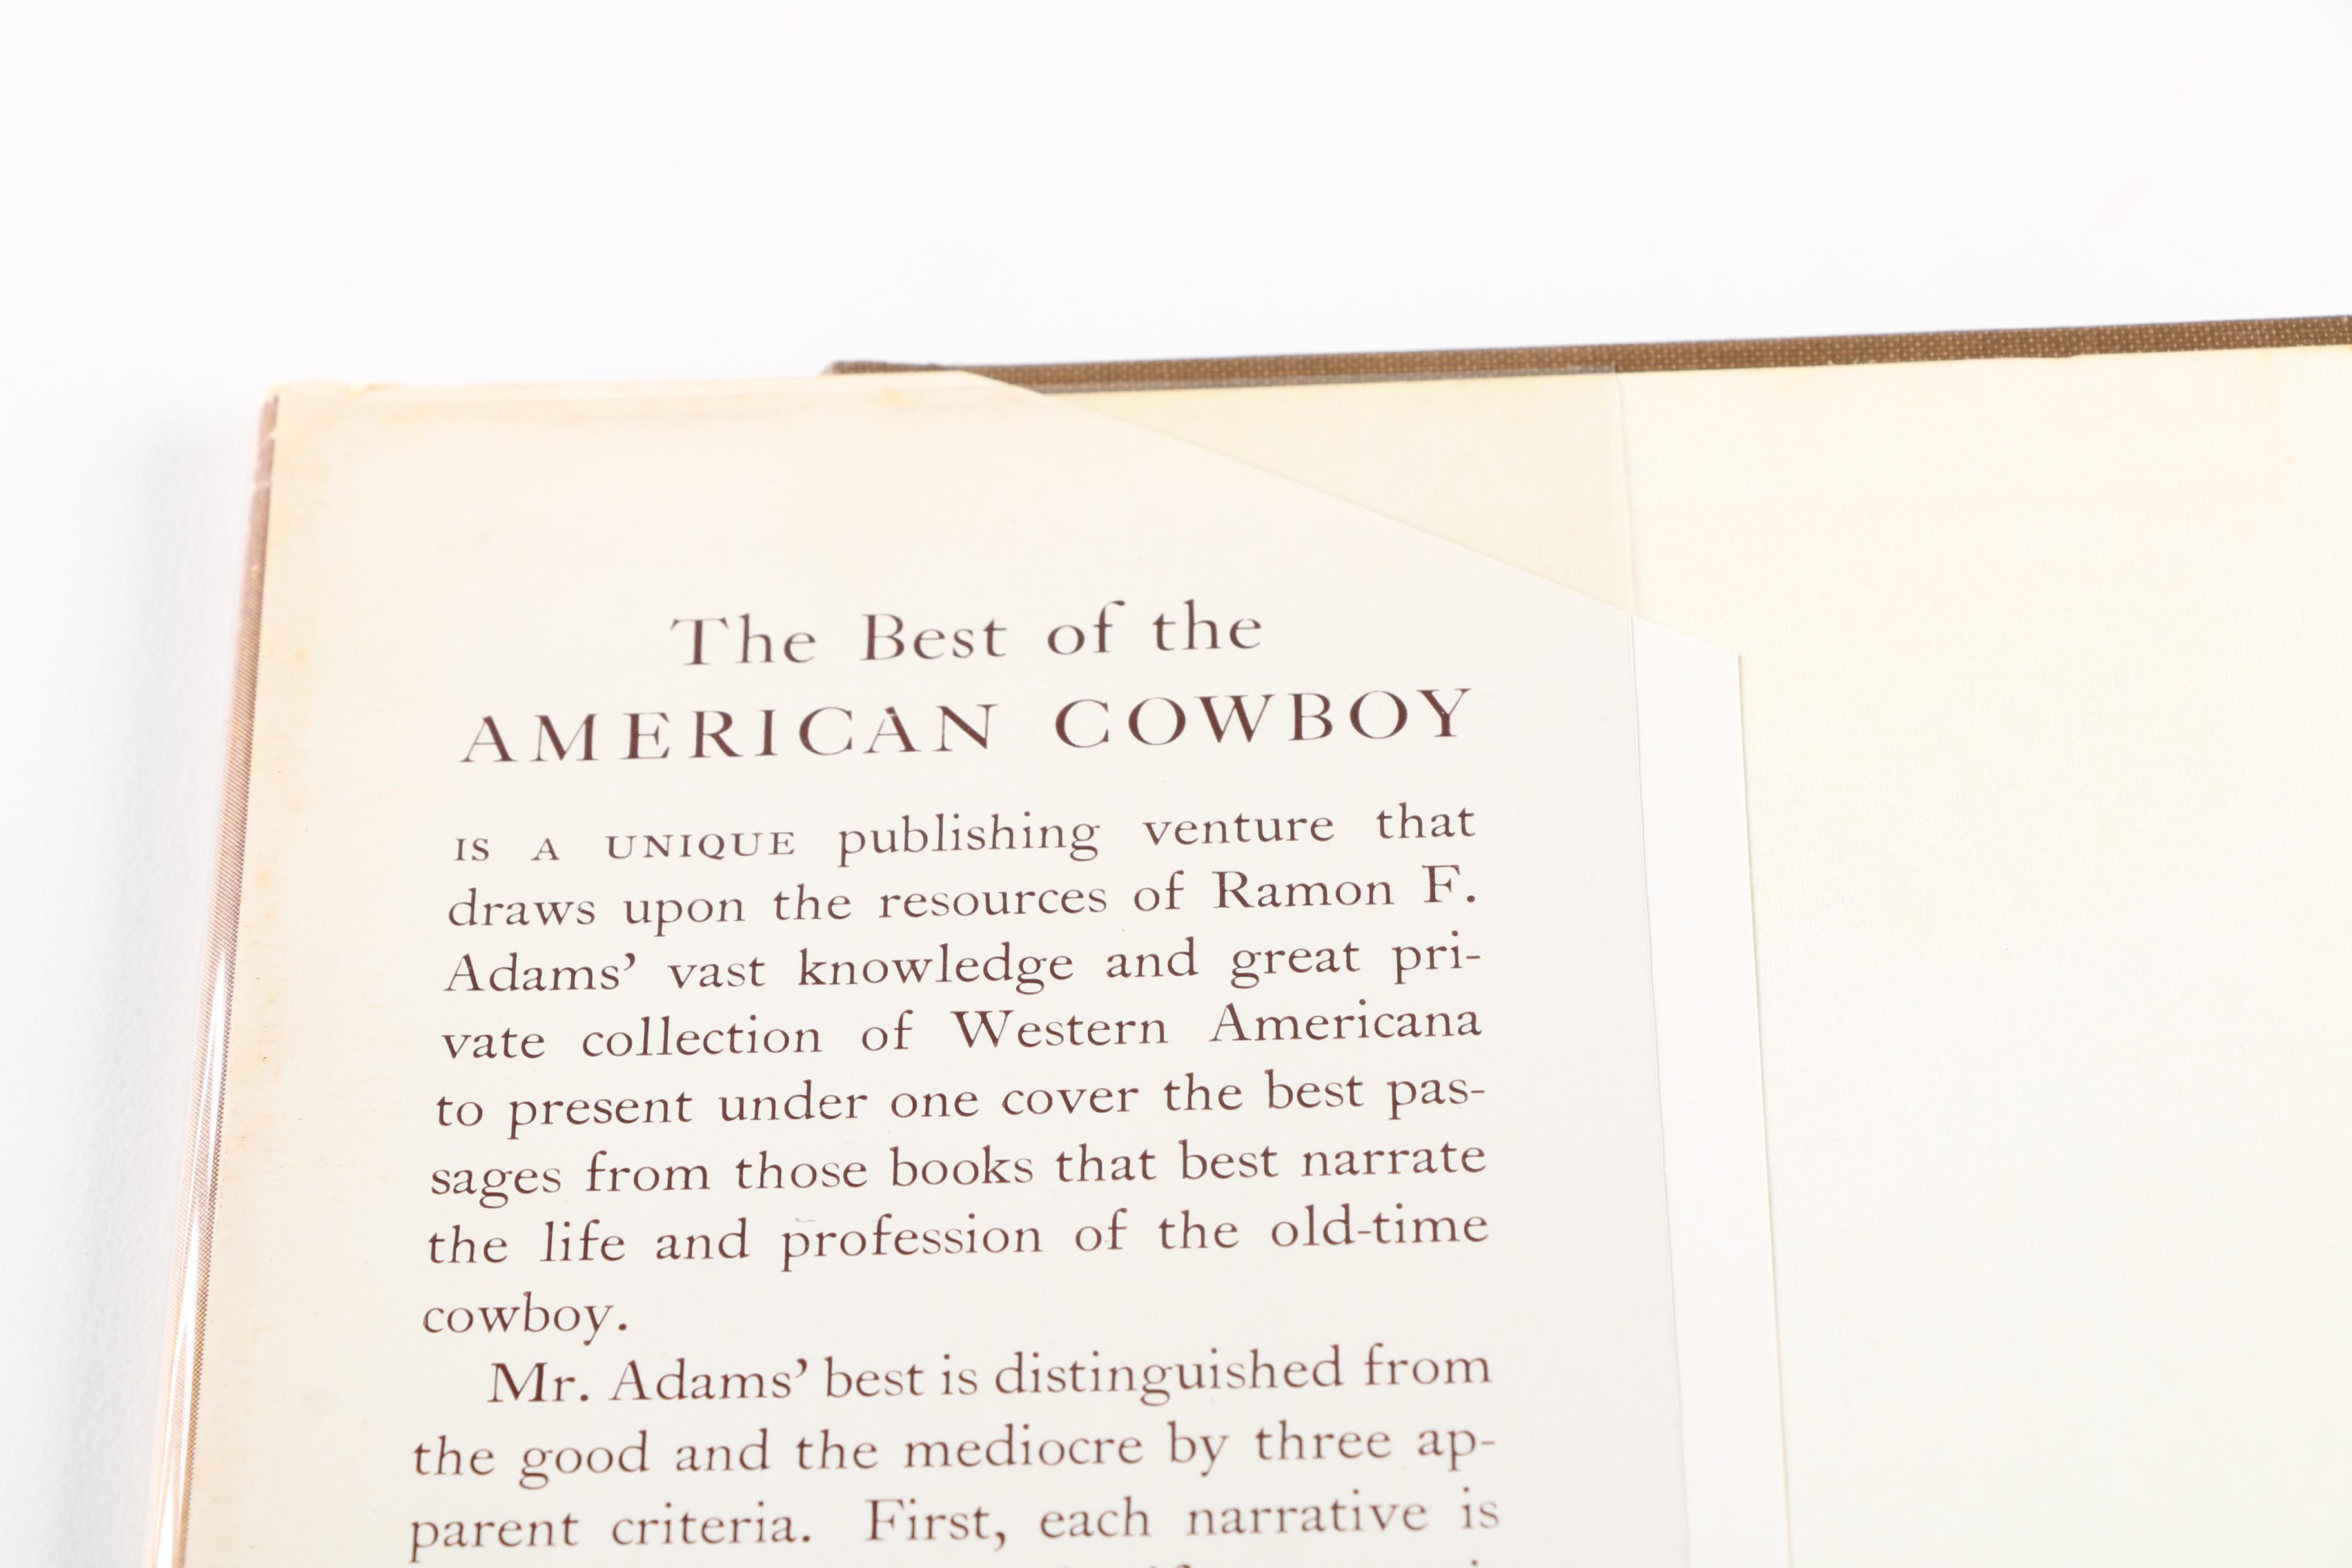 The Best of the
AMERICAN COWBOY
IS A UNIQUE publishing venture that
draws upon the resources of Ramon F.
Adams’ vast knowledge and great pri-
vate collection of Western Americana
to present under one cover the best pas-
sages from those books that best narrate
the life and profession of the old-time
cowboy.
Mr. Adams’ best is distinguished from
the good and the mediocre by three ap-
parent criteria. First, each narrative is